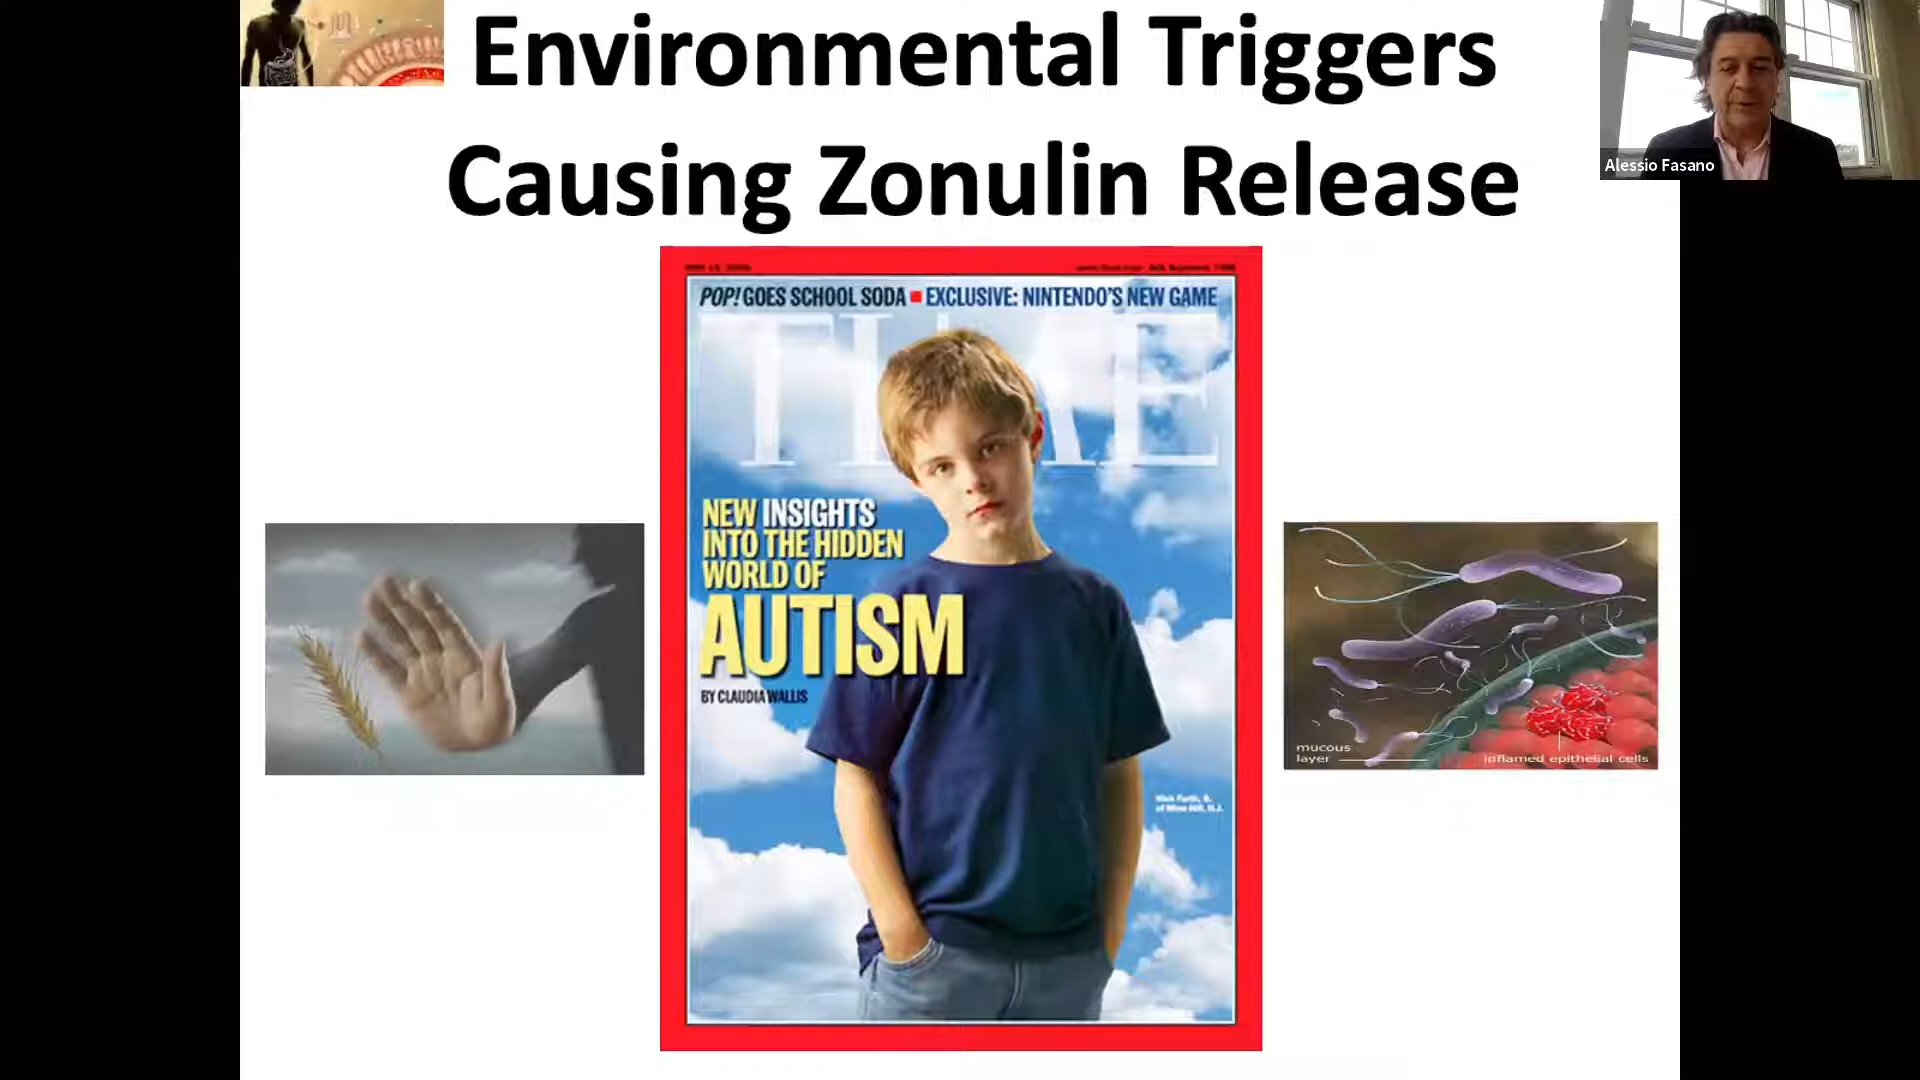 Environmental Triggers
Causing Zonulin Release
Alessio Fasano
POP! GOES SCHOOL SODA ■ EXCLUSIVE: NINTENDO'S NEW GAME
TIME
NEW INSIGHTS
INTO THE HIDDEN
WORLD OF
AUTISM
BY CLAUDIA WALLIS
mucous
layer
inflamed epithelial cells